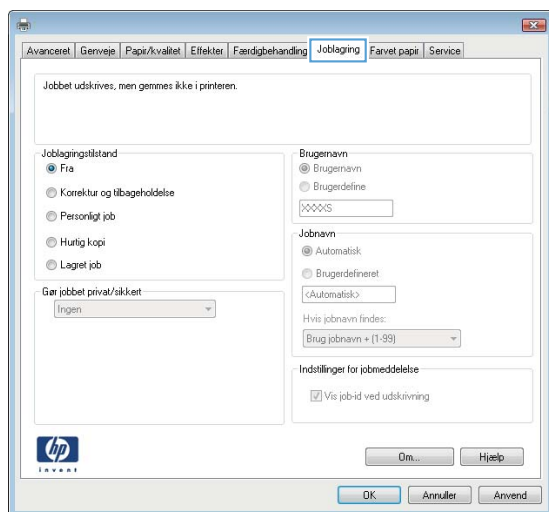 Avanceret Genveje Papir/kvalitet Effekter Færdigbehandling Joblagring Farvet papir Service
Jobbet udskrives, men gemmes ikke i printeren.
Joblagringstilstand
Fra
Korrektur og tilbageholdelse
Personligt job
Hurtig kopi
Lagret job
Gør jobbet privat/sikkert
Ingen
Brugernavn
Brugernavn
Brugerdefine
XXXXS
Jobnavn
Automatisk
Brugerdefineret
<Automatisk>
Hvis jobnavn findes:
Brug jobnavn + (1-99)
Indstillinger for jobmeddelelse
Vis job-id ved udskrivning
hp
invent
Om... Hjælp
OK Annuller Anvend